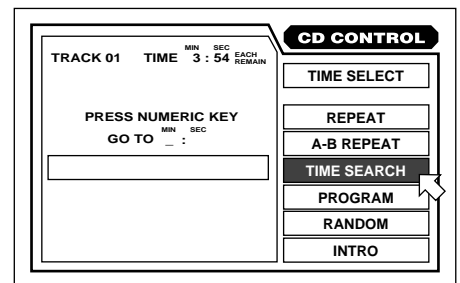 CD CONTROL
TRACK 01 TIME MIN 3 : SEC 54 EACH REMAIN
TIME SELECT
PRESS NUMERIC KEY
GO TO MIN _ : SEC
REPEAT
A-B REPEAT
TIME SEARCH
PROGRAM
RANDOM
INTRO